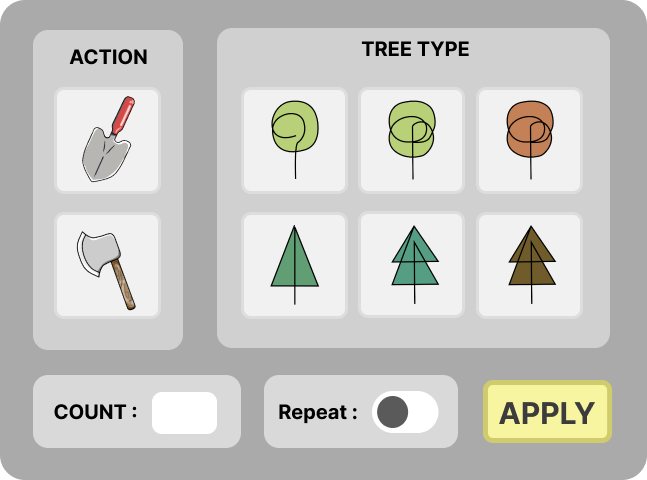 ACTION
TREE TYPE
COUNT :
Repeat :
APPLY